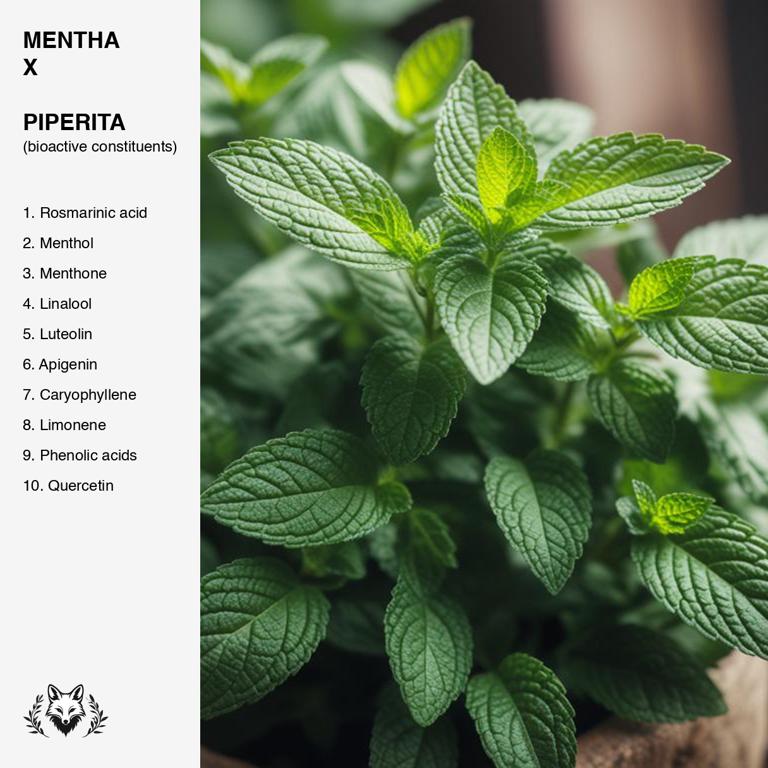 MENTHA
X
PIPERITA
(bioactive constituents)
1. Rosmarinic acid
2. Menthol
3. Menthone
4. Linalool
5. Luteolin
6. Apigenin
7. Caryophyllene
8. Limonene
9. Phenolic acids
10. Quercetin